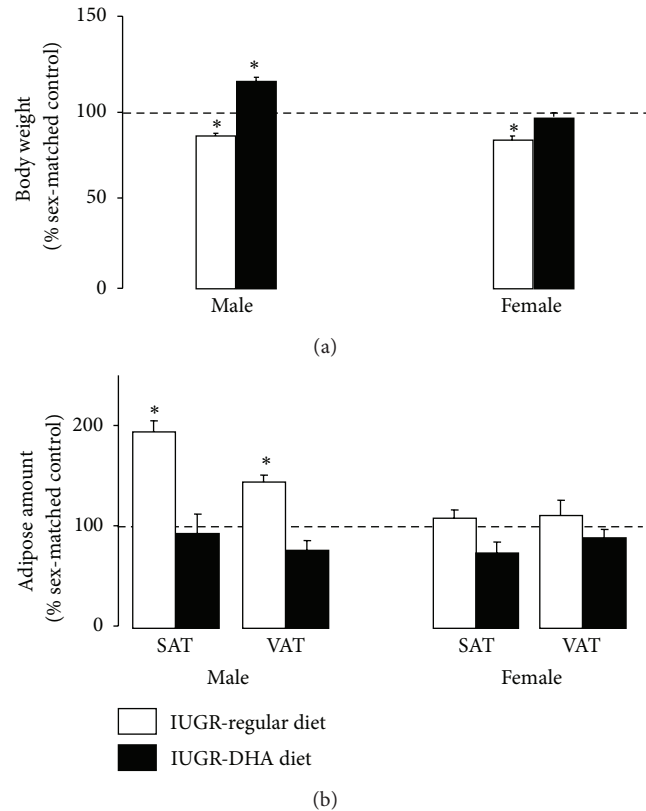 150
100
50
0
Body weight
(% sex-matched control)
*
*
*
Male
Female
(a)
200
100
0
Adipose amount
(% sex-matched control)
*
*
SAT
VAT
SAT
VAT
Male
Female
IUGR-regular diet
IUGR-DHA diet
(b)